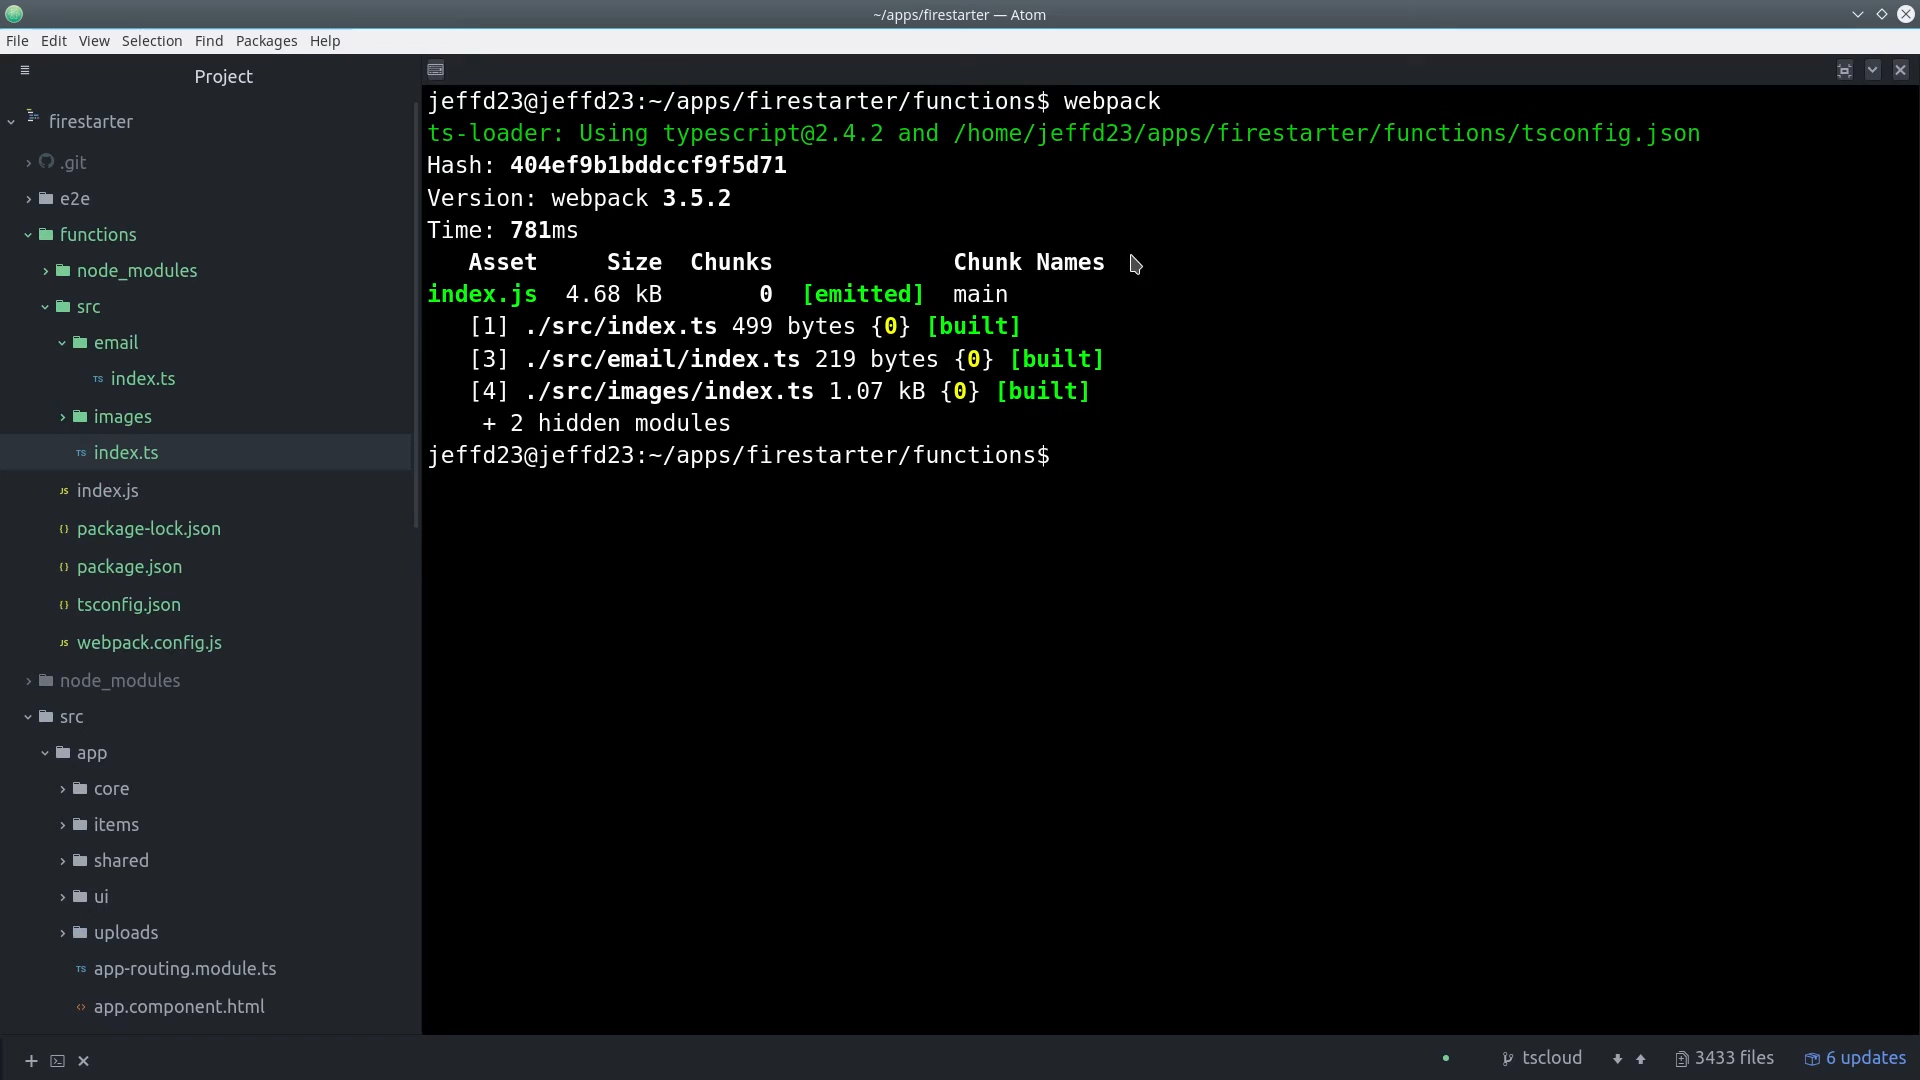 ~/apps/firestarter — Atom
File Edit View Selection Find Packages Help
Project
firestarter
.git
e2e
functions
node_modules
src
email
TS index.ts
images
TS index.ts
JS index.js
{} package-lock.json
{} package.json
{} tsconfig.json
JS webpack.config.js
node_modules
src
app
core
items
shared
ui
uploads
TS app-routing.module.ts
<> app.component.html
jeffd23@jeffd23:~/apps/firestarter/functions$ webpack
ts-loader: Using typescript@2.4.2 and /home/jeffd23/apps/firestarter/functions/tsconfig.json
Hash: 404ef9b1bddccf9f5d71
Version: webpack 3.5.2
Time: 781ms
Asset Size Chunks Chunk Names
index.js 4.68 kB 0 [emitted] main
[1] ./src/index.ts 499 bytes {0} [built]
[3] ./src/email/index.ts 219 bytes {0} [built]
[4] ./src/images/index.ts 1.07 kB {0} [built]
+ 2 hidden modules
jeffd23@jeffd23:~/apps/firestarter/functions$
tscloud 3433 files 6 updates